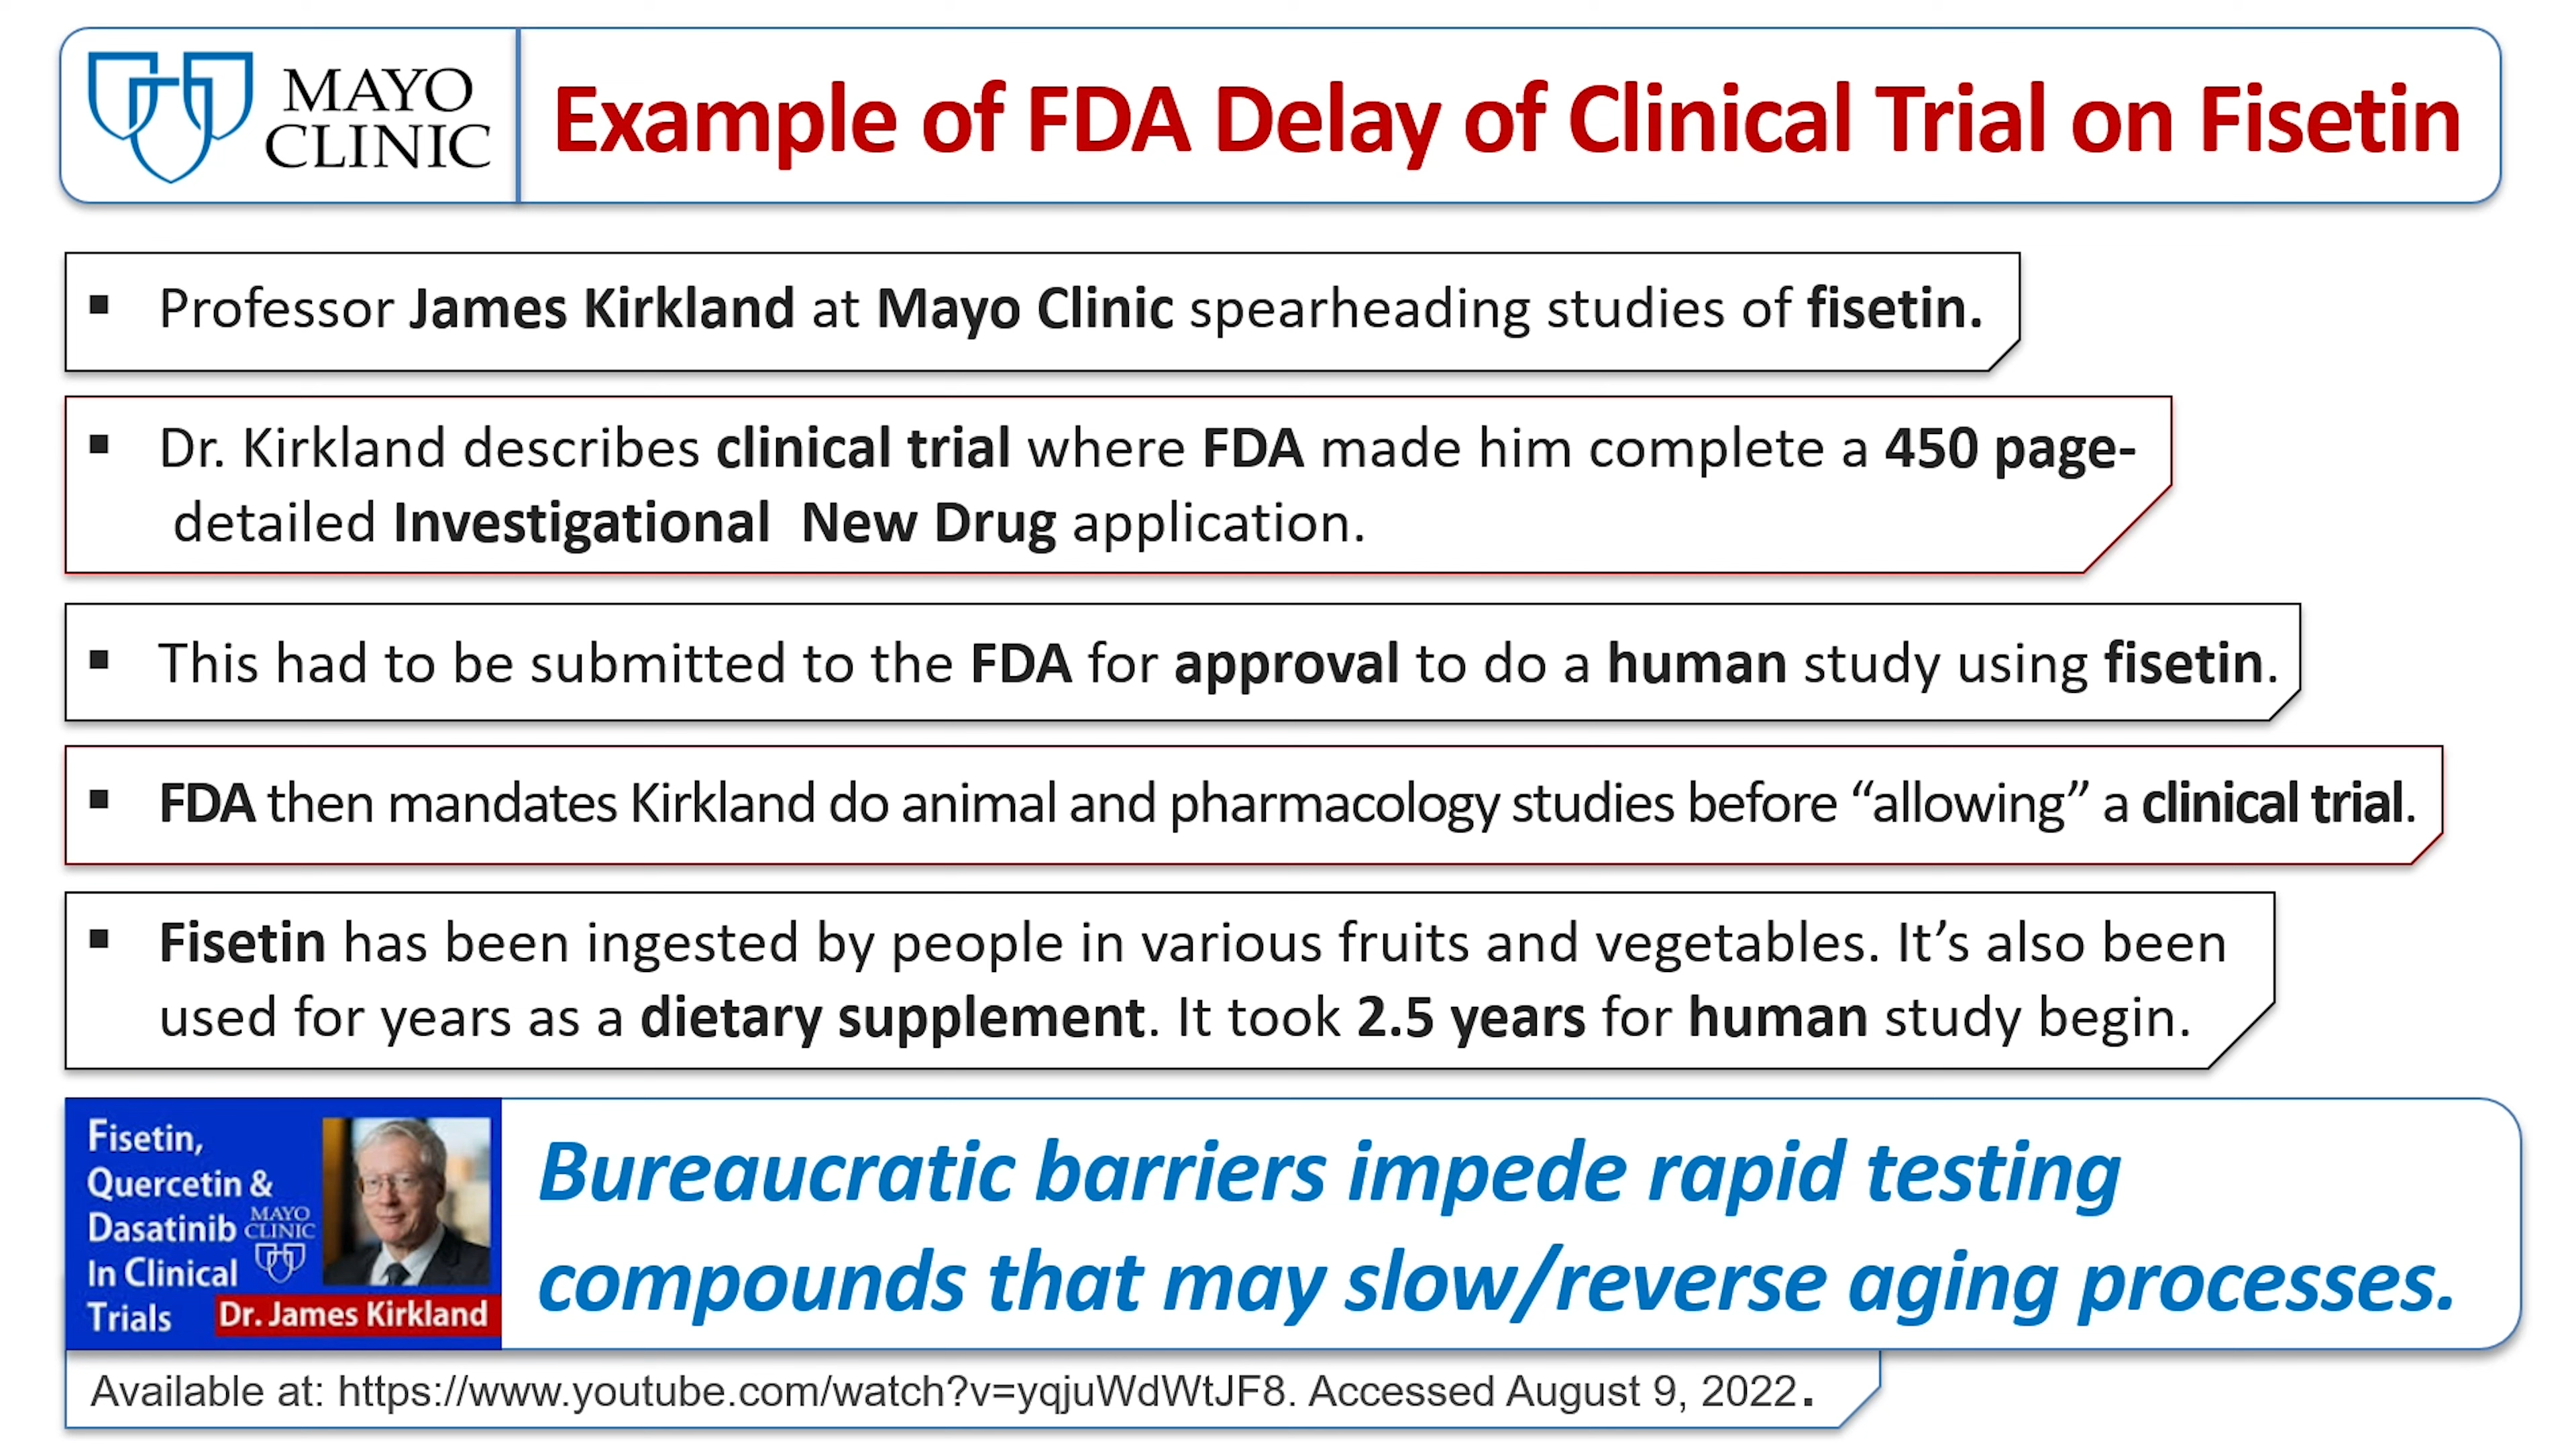 MAYO
CLINIC
Example of FDA Delay of Clinical Trial on Fisetin
▪ Professor James Kirkland at Mayo Clinic spearheading studies of fisetin.
▪ Dr. Kirkland describes clinical trial where FDA made him complete a 450 page-
detailed Investigational New Drug application.
▪ This had to be submitted to the FDA for approval to do a human study using fisetin.
▪ FDA then mandates Kirkland do animal and pharmacology studies before “allowing” a clinical trial.
▪ Fisetin has been ingested by people in various fruits and vegetables. It’s also been
used for years as a dietary supplement. It took 2.5 years for human study begin.
Fisetin,
Quercetin &
Dasatinib
In Clinical
Trials
MAYO
CLINIC
Dr. James Kirkland
Bureaucratic barriers impede rapid testing
compounds that may slow/reverse aging processes.
Available at: https://www.youtube.com/watch?v=yqjuWdWtJF8. Accessed August 9, 2022.